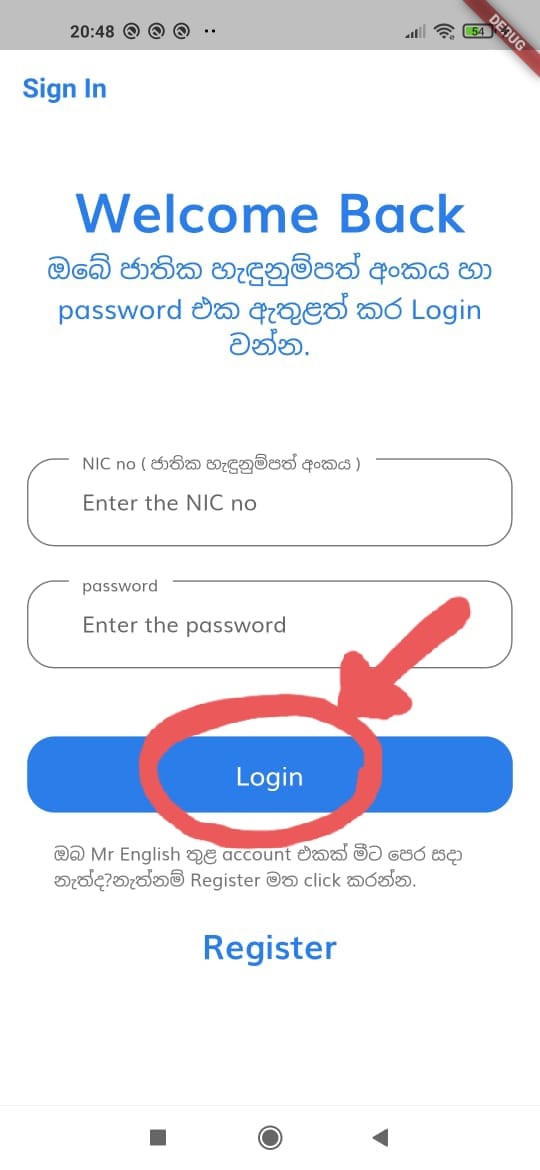 20:48
54
DEBUG
Sign In
Welcome Back
ඔබේ ජාතික හැඳුනුම්පත් අංකය හා
password එක ඇතුළත් කර Login
වන්න.
NIC no ( ජාතික හැඳුනුම්පත් අංකය )
Enter the NIC no
password
Enter the password
Login
ඔබ Mr English තුළ account එකක් මීට පෙර සදා
නැත්ද?නැත්නම් Register මත click කරන්න.
Register